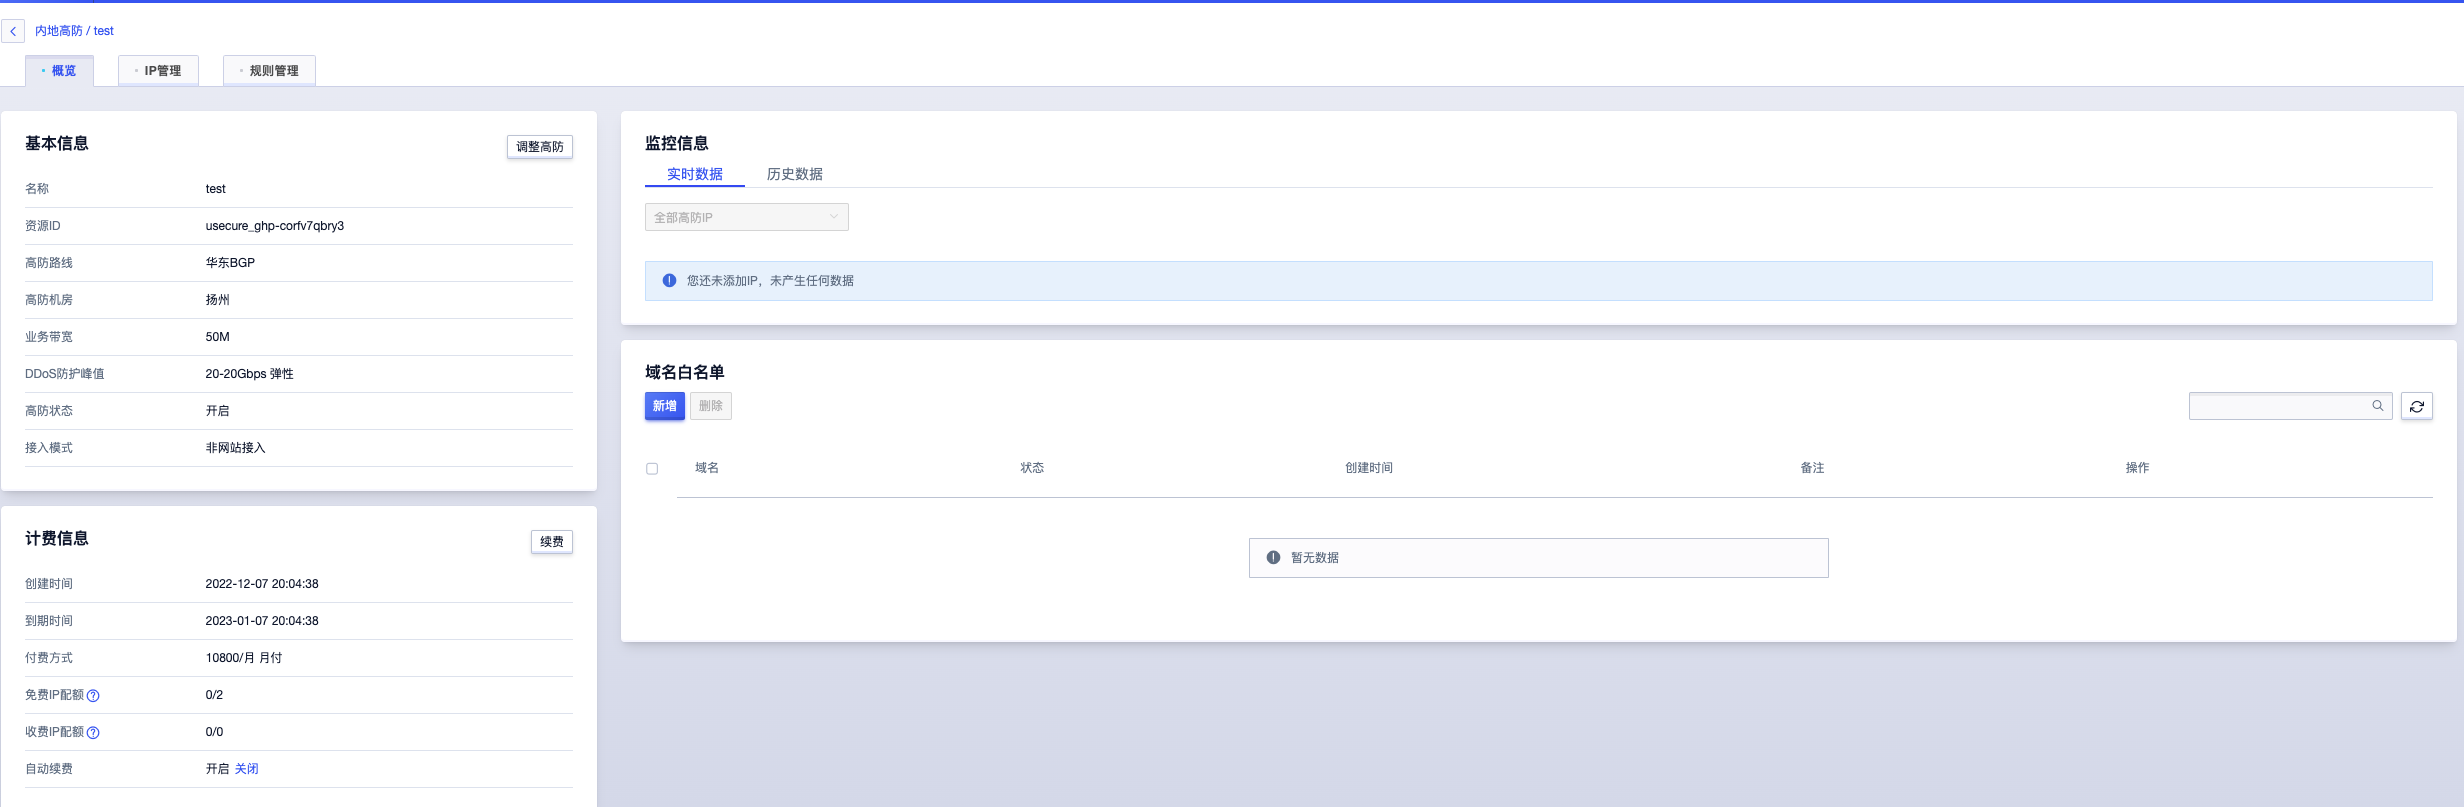 内地高防 / test
概览
IP管理
规则管理
基本信息
调整高防
名称 test
资源ID usecure_ghp-corfv7qbry3
高防路线 华东BGP
高防机房 扬州
业务带宽 50M
DDoS防护峰值 20-20Gbps 弹性
高防状态 开启
接入模式 非网站接入
计费信息
续费
创建时间 2022-12-07 20:04:38
到期时间 2023-01-07 20:04:38
付费方式 10800/月 月付
免费IP配额 0/2
收费IP配额 0/0
自动续费 开启 关闭
监控信息
实时数据 历史数据
全部高防IP
您还未添加IP，未产生任何数据
域名白名单
新增 删除
域名 状态 创建时间 备注 操作
暂无数据